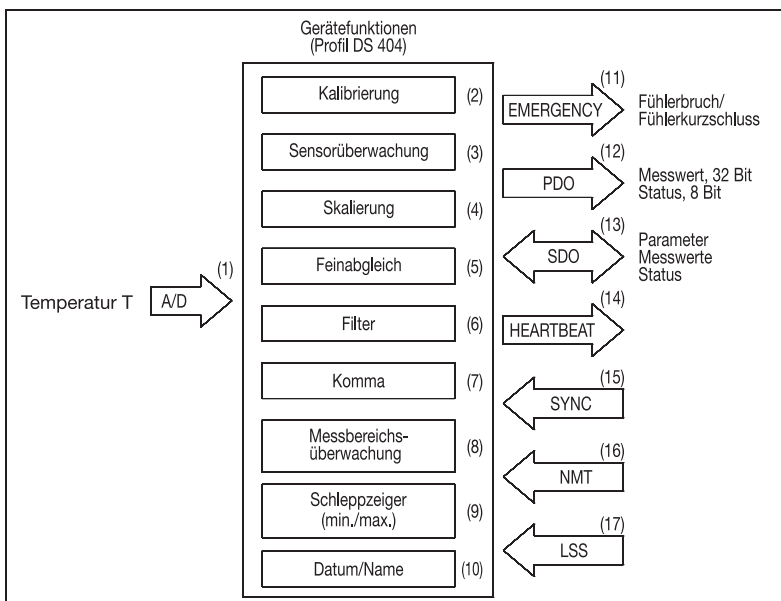 Gerätefunktionen
(Profil DS 404)
Temperatur T
A/D
(1)
Kalibrierung
(2)
Sensorüberwachung
(3)
Skalierung
(4)
Feinabgleich
(5)
Filter
(6)
Komma
(7)
Messbereichs-
überwachung
(8)
Schleppzeiger
(min./max.)
(9)
Datum/Name
(10)
(11)
EMERGENCY
Fühlerbruch/
Fühlerkurzschluss
(12)
PDO
Messwert, 32 Bit
Status, 8 Bit
(13)
SDO
Parameter
Messwerte
Status
(14)
HEARTBEAT
(15)
SYNC
(16)
NMT
(17)
LSS